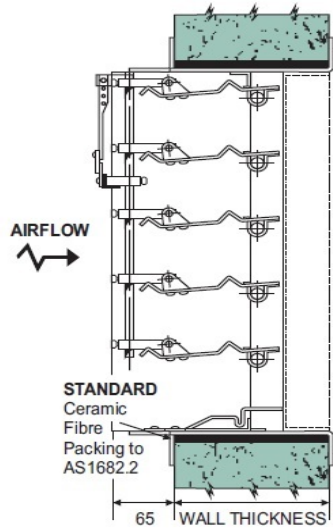 AIRFLOW
STANDARD
Ceramic
Fibre
Packing to
AS1682.2
65 WALL THICKNESS